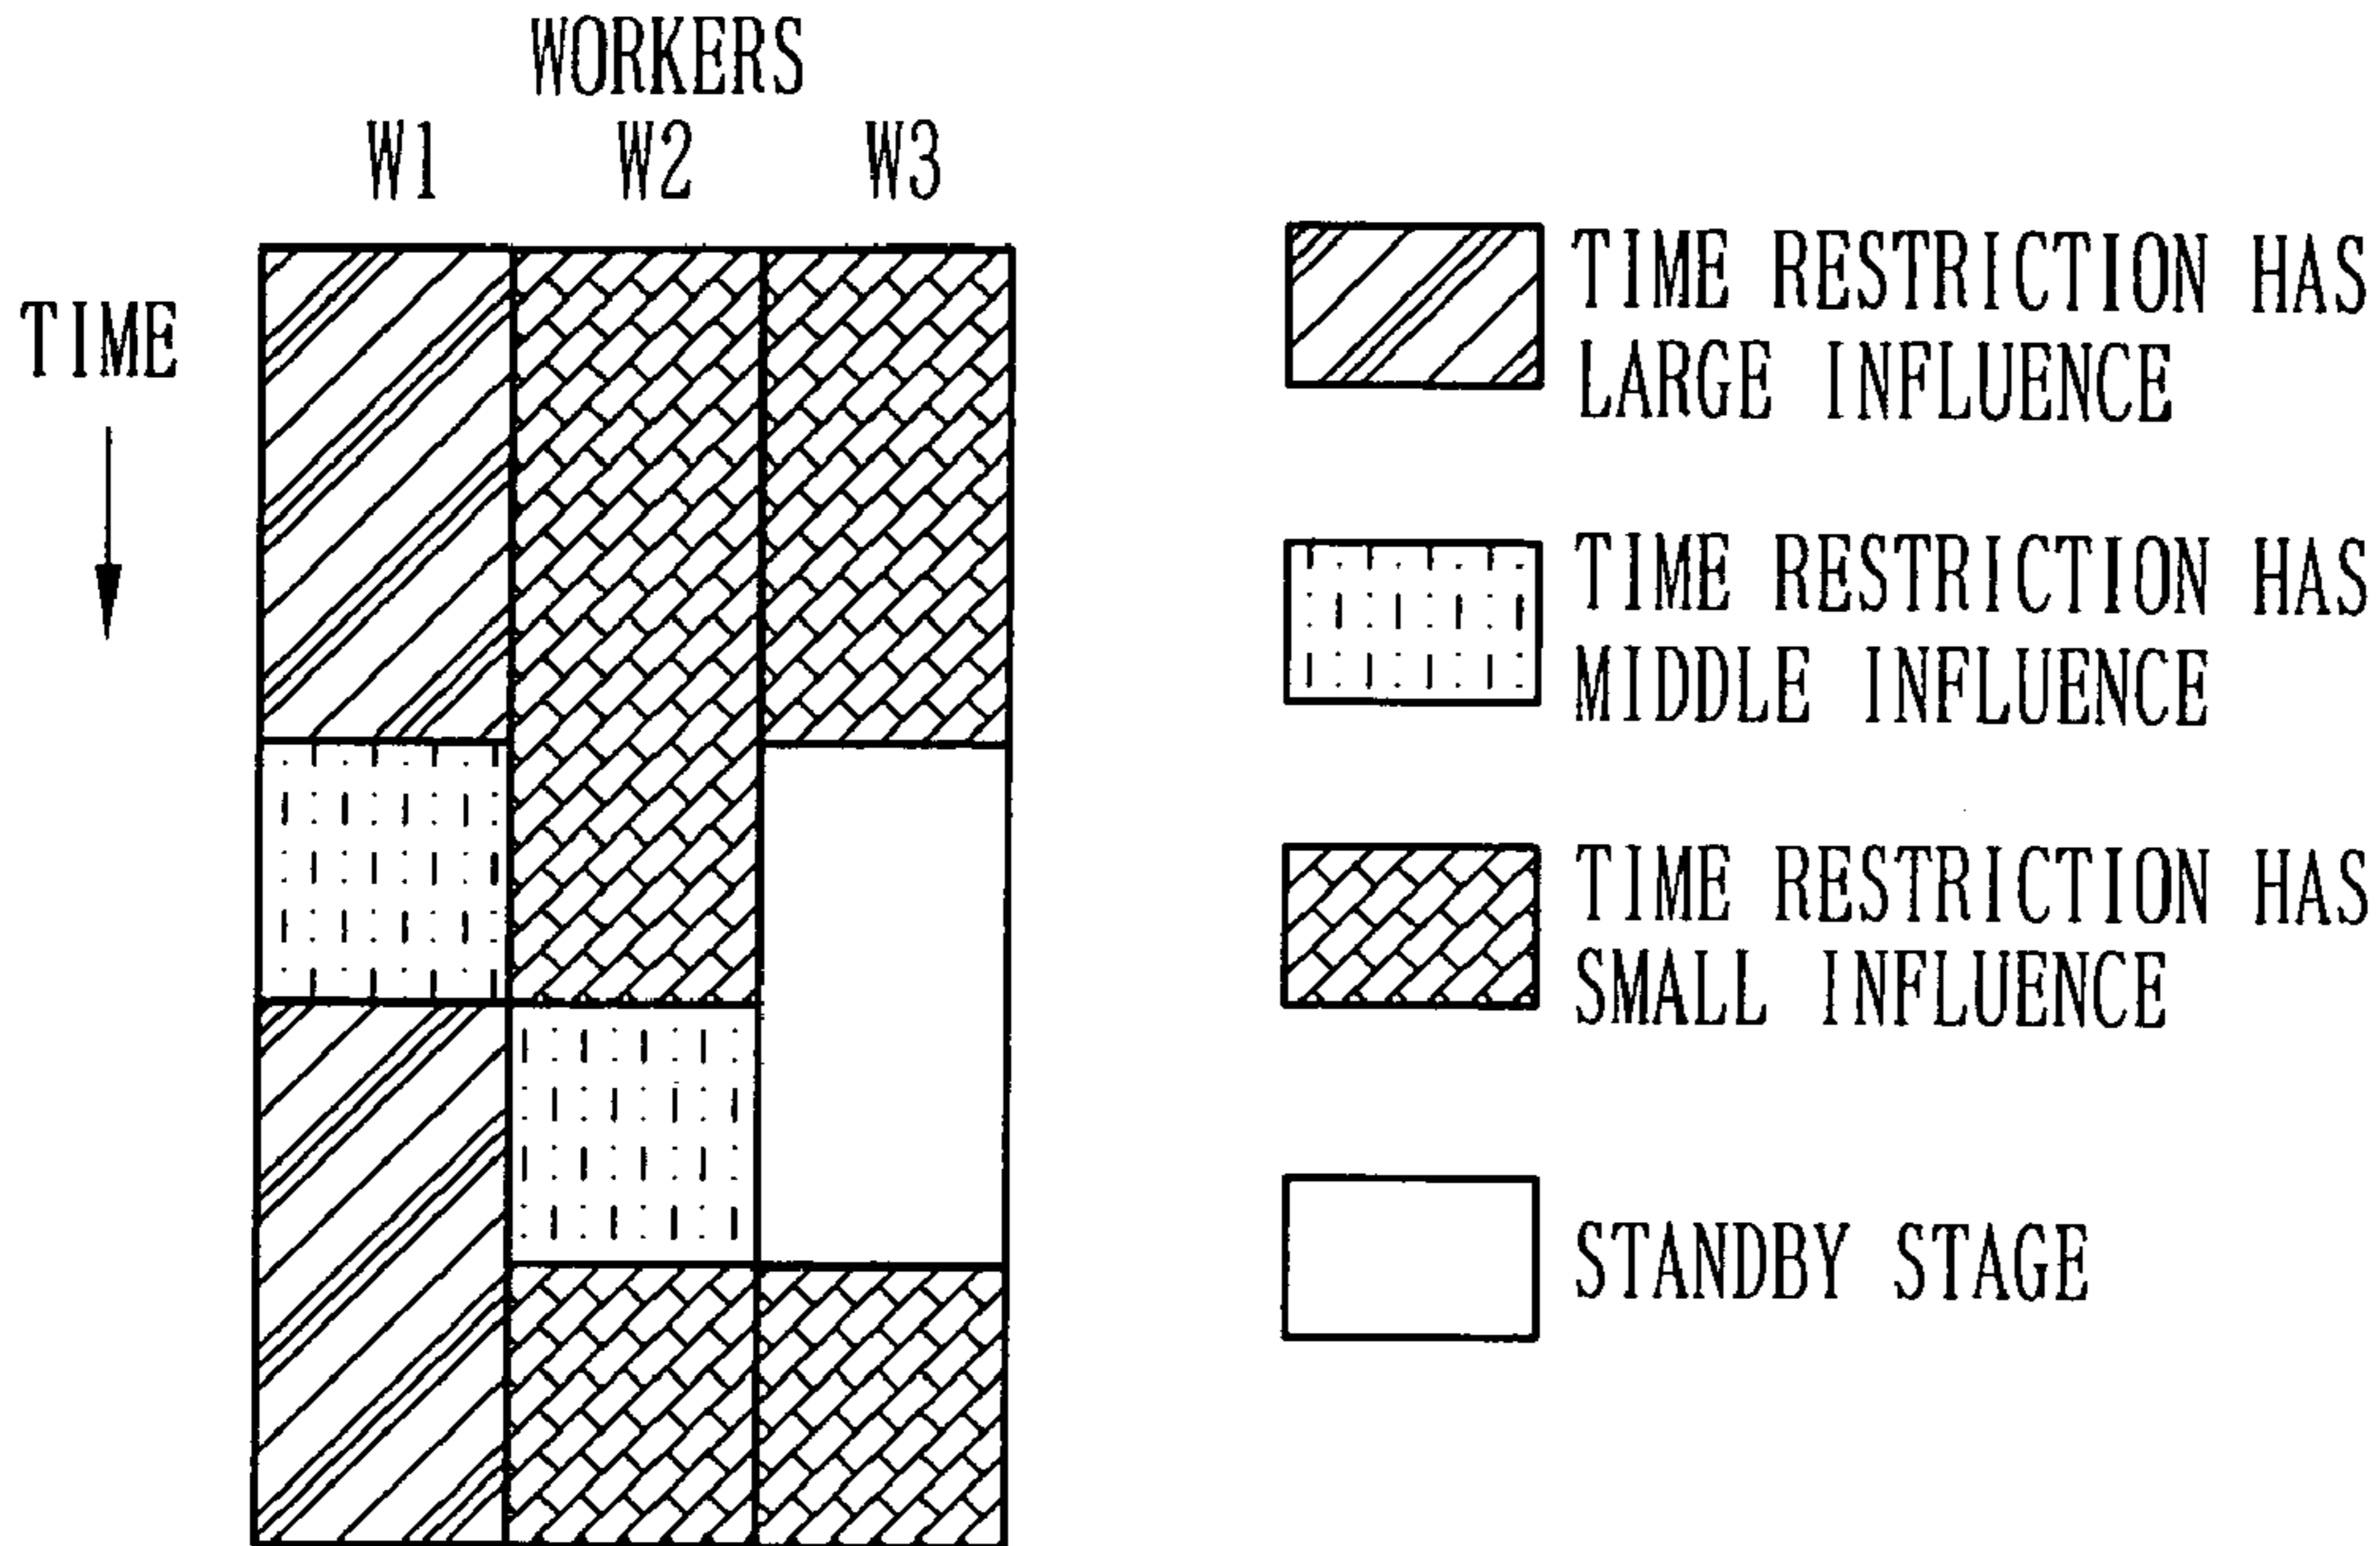 WORKERS
W1 W2 W3
TIME
TIME RESTRICTION HAS
LARGE INFLUENCE
TIME RESTRICTION HAS
MIDDLE INFLUENCE
TIME RESTRICTION HAS
SMALL INFLUENCE
STANDBY STAGE